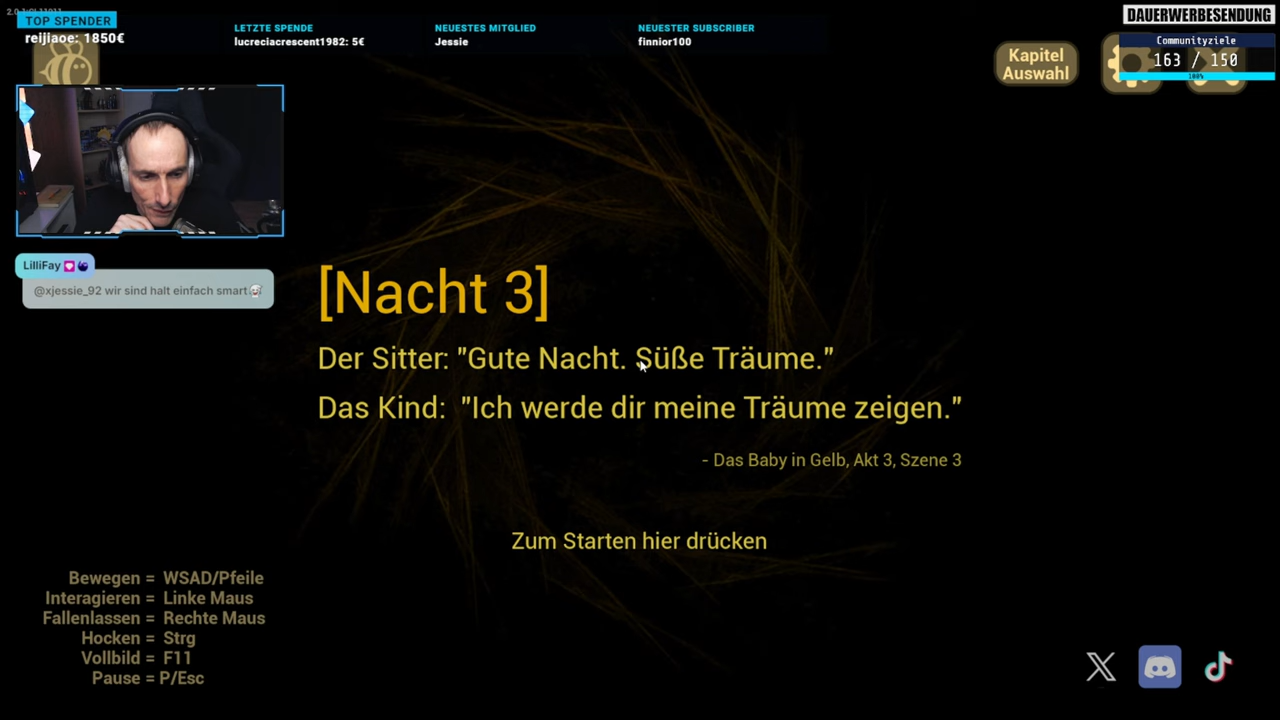 TOP SPENDER
reijiaoe: 1850€
LETZTE SPENDE
lucreciacrescent1982: 5€
NEUESTES MITGLIED
Jessie
NEUESTER SUBSCRIBER
finnior100
DAUERWERBESENDUNG
Communityziele
163 / 150
100%
Kapitel
Auswahl
LilliFay
@xjessie_92 wir sind halt einfach smart
[Nacht 3]
Der Sitter: "Gute Nacht. Süße Träume."
Das Kind: "Ich werde dir meine Träume zeigen."
- Das Baby in Gelb, Akt 3, Szene 3
Zum Starten hier drücken
Bewegen = WSAD/Pfeile
Interagieren = Linke Maus
Fallenlassen = Rechte Maus
Hocken = Strg
Vollbild = F11
Pause = P/Esc